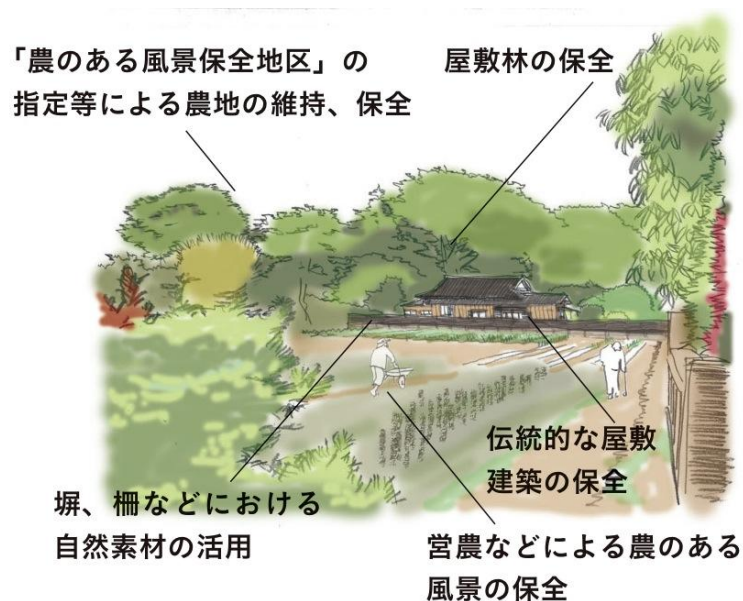 「農のある風景保全地区」の
指定等による農地の維持、保全
屋敷林の保全
伝統的な屋敷
建築の保全
塀、柵などにおける
自然素材の活用
営農などによる農のある
風景の保全